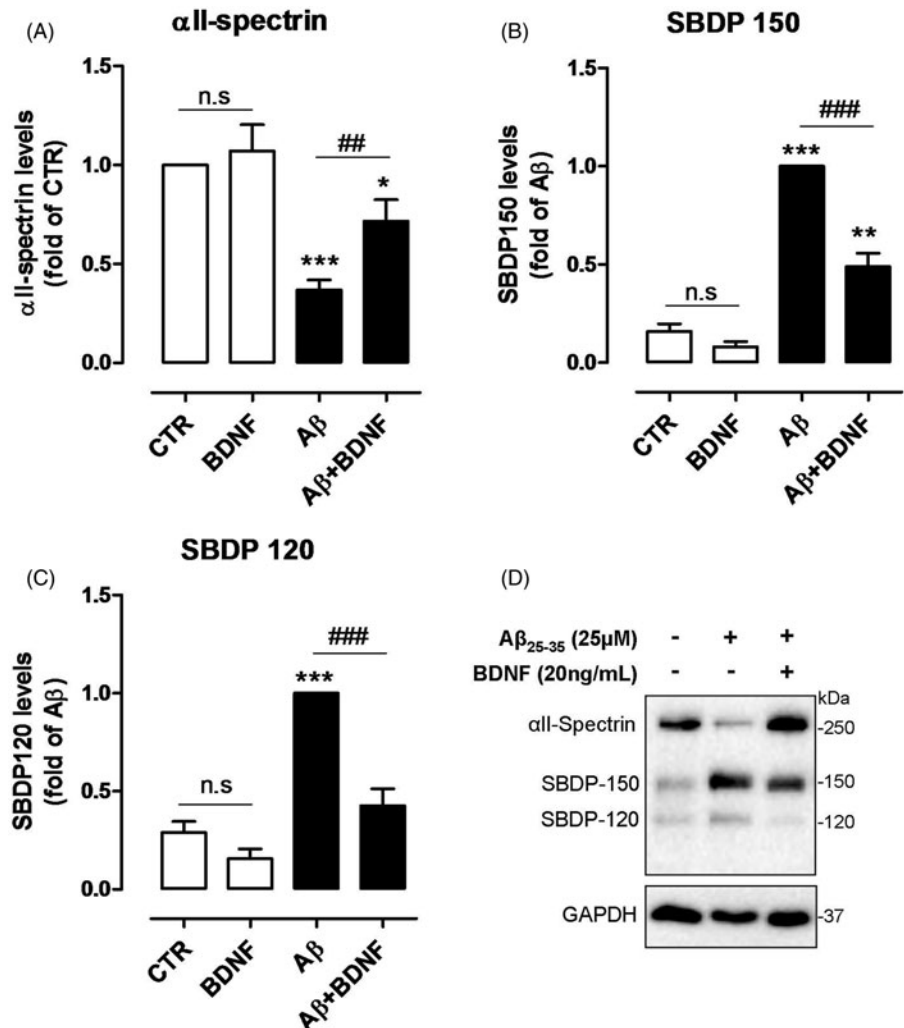 (A)
αII-spectrin
αII-spectrin levels
(fold of CTR)
1.5
1.0
0.5
0.0
n.s
***
##
*
CTR
BDNF
Aβ
Aβ+BDNF
(B)
SBDP 150
SBDP150 levels
(fold of Aβ)
1.5
1.0
0.5
0.0
n.s
***
###
**
CTR
BDNF
Aβ
Aβ+BDNF
(C)
SBDP 120
SBDP120 levels
(fold of Aβ)
1.5
1.0
0.5
0.0
n.s
***
###
CTR
BDNF
Aβ
Aβ+BDNF
(D)
Aβ25-35 (25µM) - + +
BDNF (20ng/mL) - - +
kDa
αII-Spectrin -250
SBDP-150 -150
SBDP-120 -120
GAPDH -37